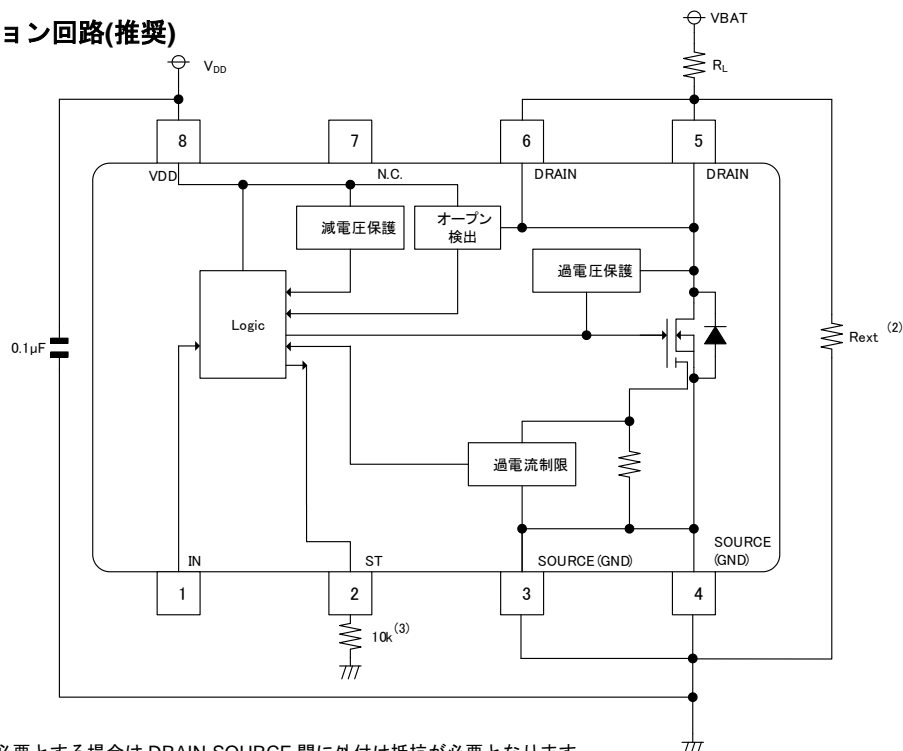 ョン回路(推奨)
VBAT
VDD
RL
8
7
6
5
VDD
N.C.
DRAIN
DRAIN
減電圧保護
オープン
検出
過電圧保護
Logic
0.1µF
Rext (2)
過電流制限
IN
ST
SOURCE(GND)
SOURCE
(GND)
1
2
3
4
10k(3)
必要とする場合は DRAIN-SOURCE 間に外付け抵抗が必要となります